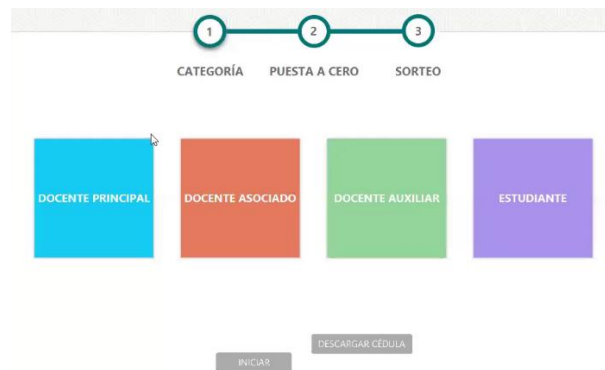 1 2 3
CATEGORÍA PUESTA A CERO SORTEO
DOCENTE PRINCIPAL DOCENTE ASOCIADO DOCENTE AUXILIAR ESTUDIANTE
DESCARGAR CÉDULA
INICIAR